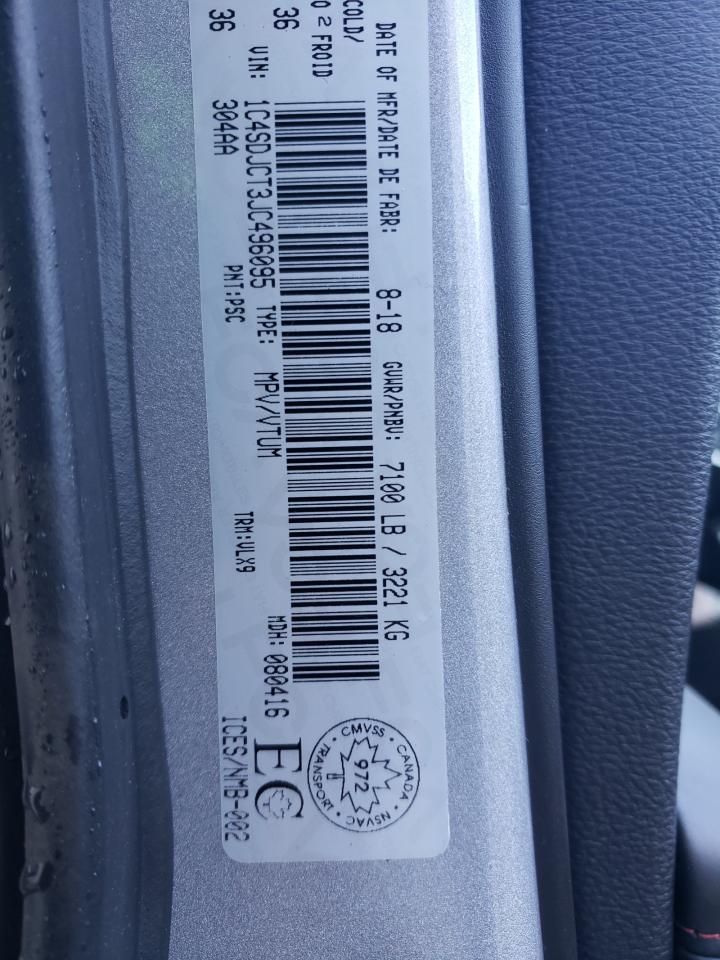 DATE OF MFR/DATE DE FABR: 8-18 GVWR/PNBV: 7100 LB / 3221 KG
COLD/
O 2 FROID
36
36
VIN: 1C4SDJCT3JC496095 TYPE: MPV/VTUM MDH: 080416
304AA PNT:PSC TRM:VLX9
ICES/NMB-002
EC
CMVSS • CANADA • NSVAC • TRANSPORT •
972